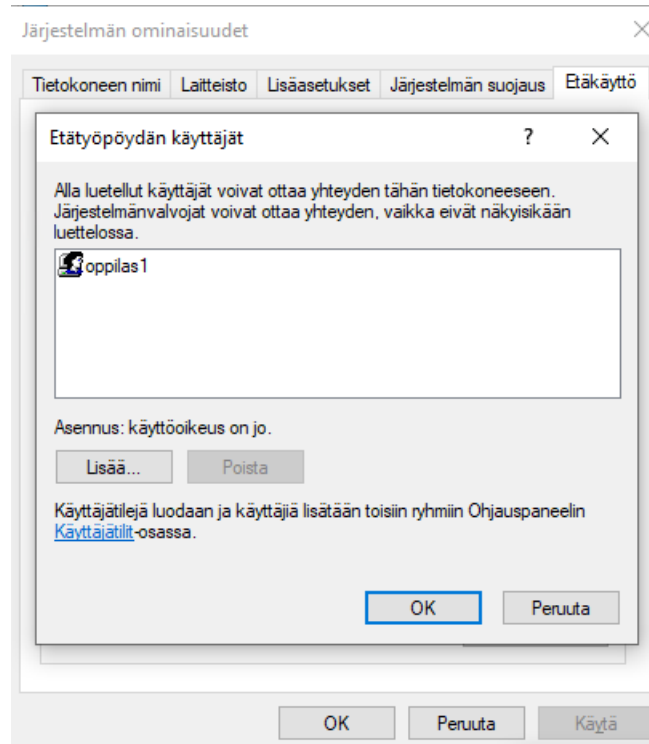 Järjestelmän ominaisuudet
Tietokoneen nimi Laitteisto Lisäasetukset Järjestelmän suojaus Etäkäyttö
Etätyöpöydän käyttäjät ?
Alla luetellut käyttäjät voivat ottaa yhteyden tähän tietokoneeseen.
Järjestelmänvalvojat voivat ottaa yhteyden, vaikka eivät näkyisikään
luettelossa.
oppilas1
Asennus: käyttöoikeus on jo.
Lisää... Poista
Käyttäjätilejä luodaan ja käyttäjiä lisätään toisiin ryhmiin Ohjauspaneelin
Käyttäjätilit-osassa.
OK Peruuta
OK Peruuta Käytä